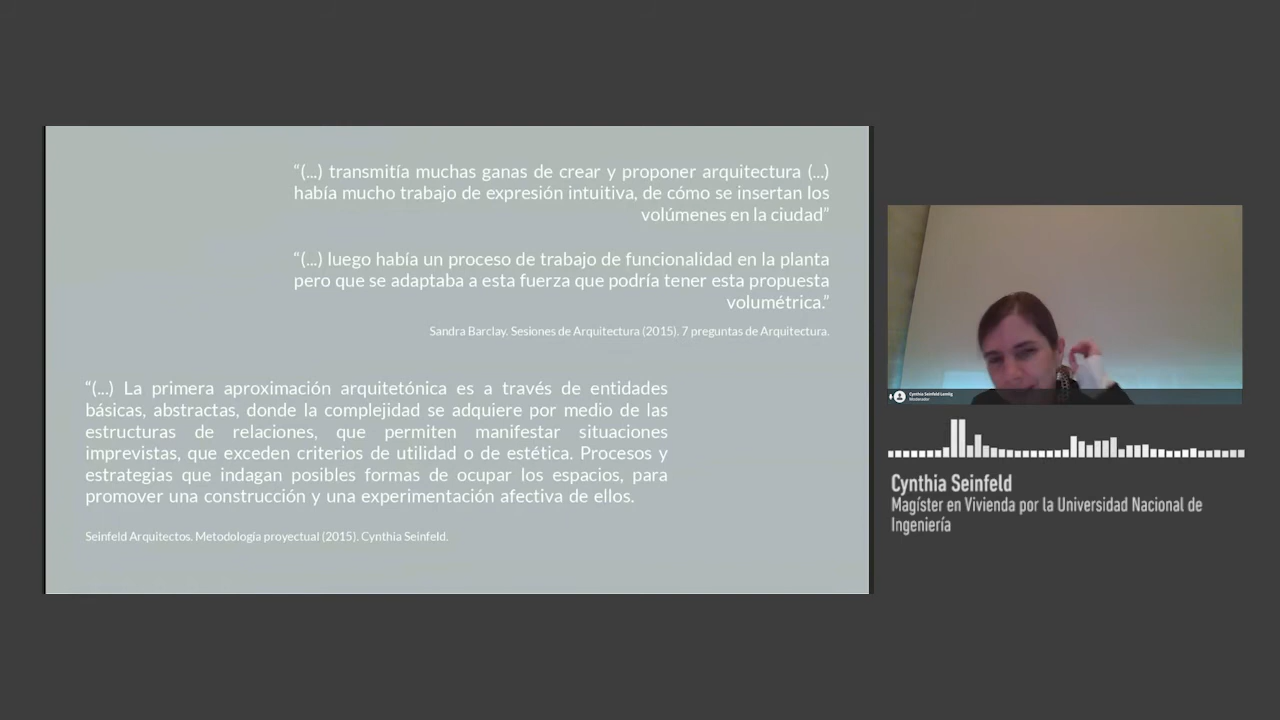 “(...) transmitía muchas ganas de crear y proponer arquitectura (...)
había mucho trabajo de expresión intuitiva, de cómo se insertan los
volúmenes en la ciudad”
“(...) luego había un proceso de trabajo de funcionalidad en la planta
pero que se adaptaba a esta fuerza que podría tener esta propuesta
volumétrica.”
Sandra Barclay. Sesiones de Arquitectura (2015). 7 preguntas de Arquitectura.
“(...) La primera aproximación arquitetónica es a través de entidades
básicas, abstractas, donde la complejidad se adquiere por medio de las
estructuras de relaciones, que permiten manifestar situaciones
imprevistas, que exceden criterios de utilidad o de estética. Procesos y
estrategias que indagan posibles formas de ocupar los espacios, para
promover una construcción y una experimentación afectiva de ellos.
Seinfeld Arquitectos. Metodología proyectual (2015). Cynthia Seinfeld.
Cynthia Seinfeld Lemlig
Moderador
Cynthia Seinfeld
Magíster en Vivienda por la Universidad Nacional de
Ingeniería